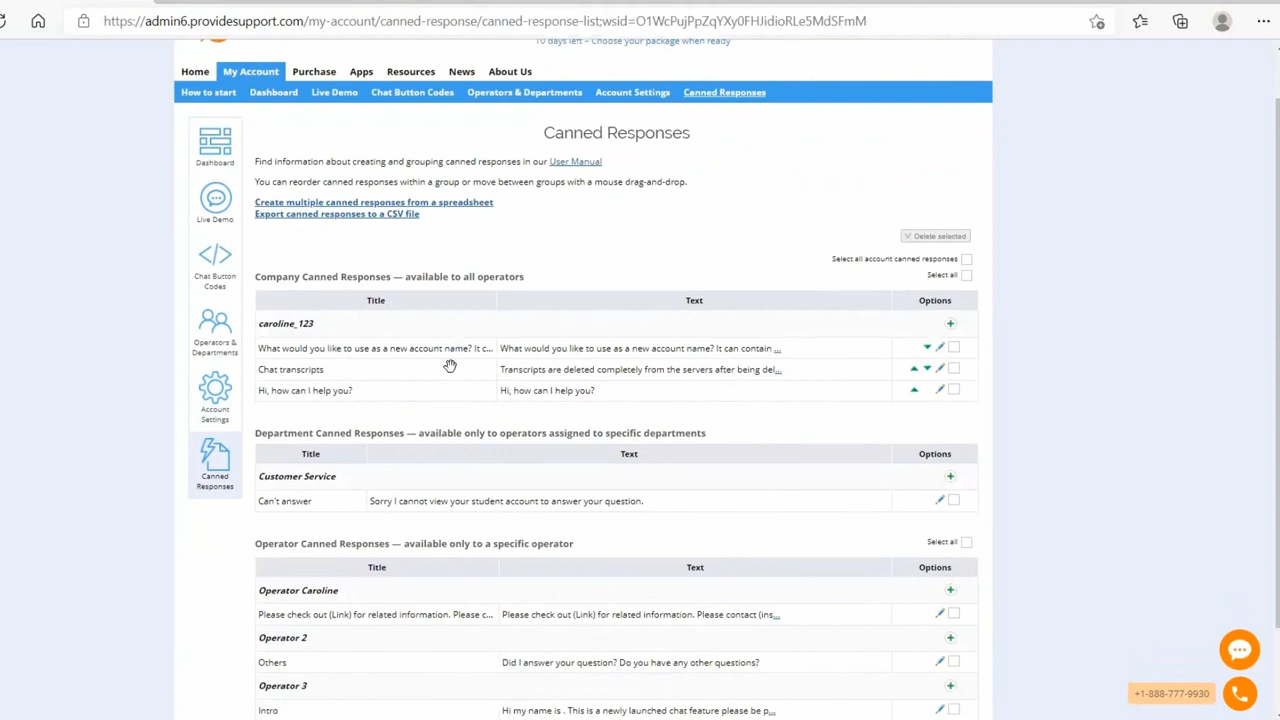 https://admin6.providesupport.com/my-account/canned-response/canned-response-list;wsid=O1WcPujPpZqYXy0FHJidioRLe5MdSFmM
10 days left – Choose your package when ready
Home My Account Purchase Apps Resources News About Us
How to start Dashboard Live Demo Chat Button Codes Operators & Departments Account Settings Canned Responses
Canned Responses
Find information about creating and grouping canned responses in our User Manual
You can reorder canned responses within a group or move between groups with a mouse drag-and-drop.
Create multiple canned responses from a spreadsheet
Export canned responses to a CSV file
Delete selected
Select all account canned responses
Select all
Company Canned Responses — available to all operators
Title Text Options
caroline_123
What would you like to use as a new account name? It c... What would you like to use as a new account name? It can contain ...
Chat transcripts Transcripts are deleted completely from the servers after being del...
Hi, how can I help you? Hi, how can I help you?
Department Canned Responses — available only to operators assigned to specific departments
Title Text Options
Customer Service
Can't answer Sorry I cannot view your student account to answer your question.
Operator Canned Responses — available only to a specific operator
Select all
Title Text Options
Operator Caroline
Please check out (Link) for related information. Please c... Please check out (Link) for related information. Please contact (ins...
Operator 2
Others Did I answer your question? Do you have any other questions?
Operator 3
Intro Hi my name is . This is a newly launched chat feature please be p...
Dashboard
Live Demo
Chat Button
Codes
Operators &
Departments
Account
Settings
Canned
Responses
+1-888-777-9930